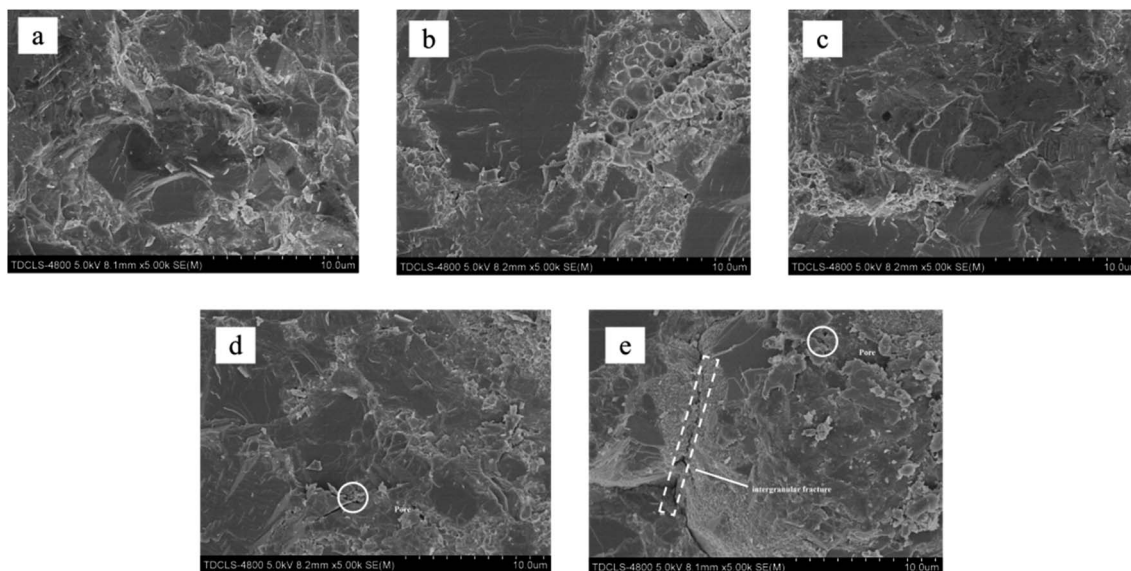 a
TDCLS-4800 5.0kV 8.1mm x5.00k SE(M)
10.0um
b
TDCLS-4800 5.0kV 8.2mm x5.00k SE(M)
10.0um
c
TDCLS-4800 5.0kV 8.2mm x5.00k SE(M)
10.0um
d
Pore
TDCLS-4800 5.0kV 8.2mm x5.00k SE(M)
10.0um
e
Pore
intergranular fracture
TDCLS-4800 5.0kV 8.1mm x5.00k SE(M)
10.0um